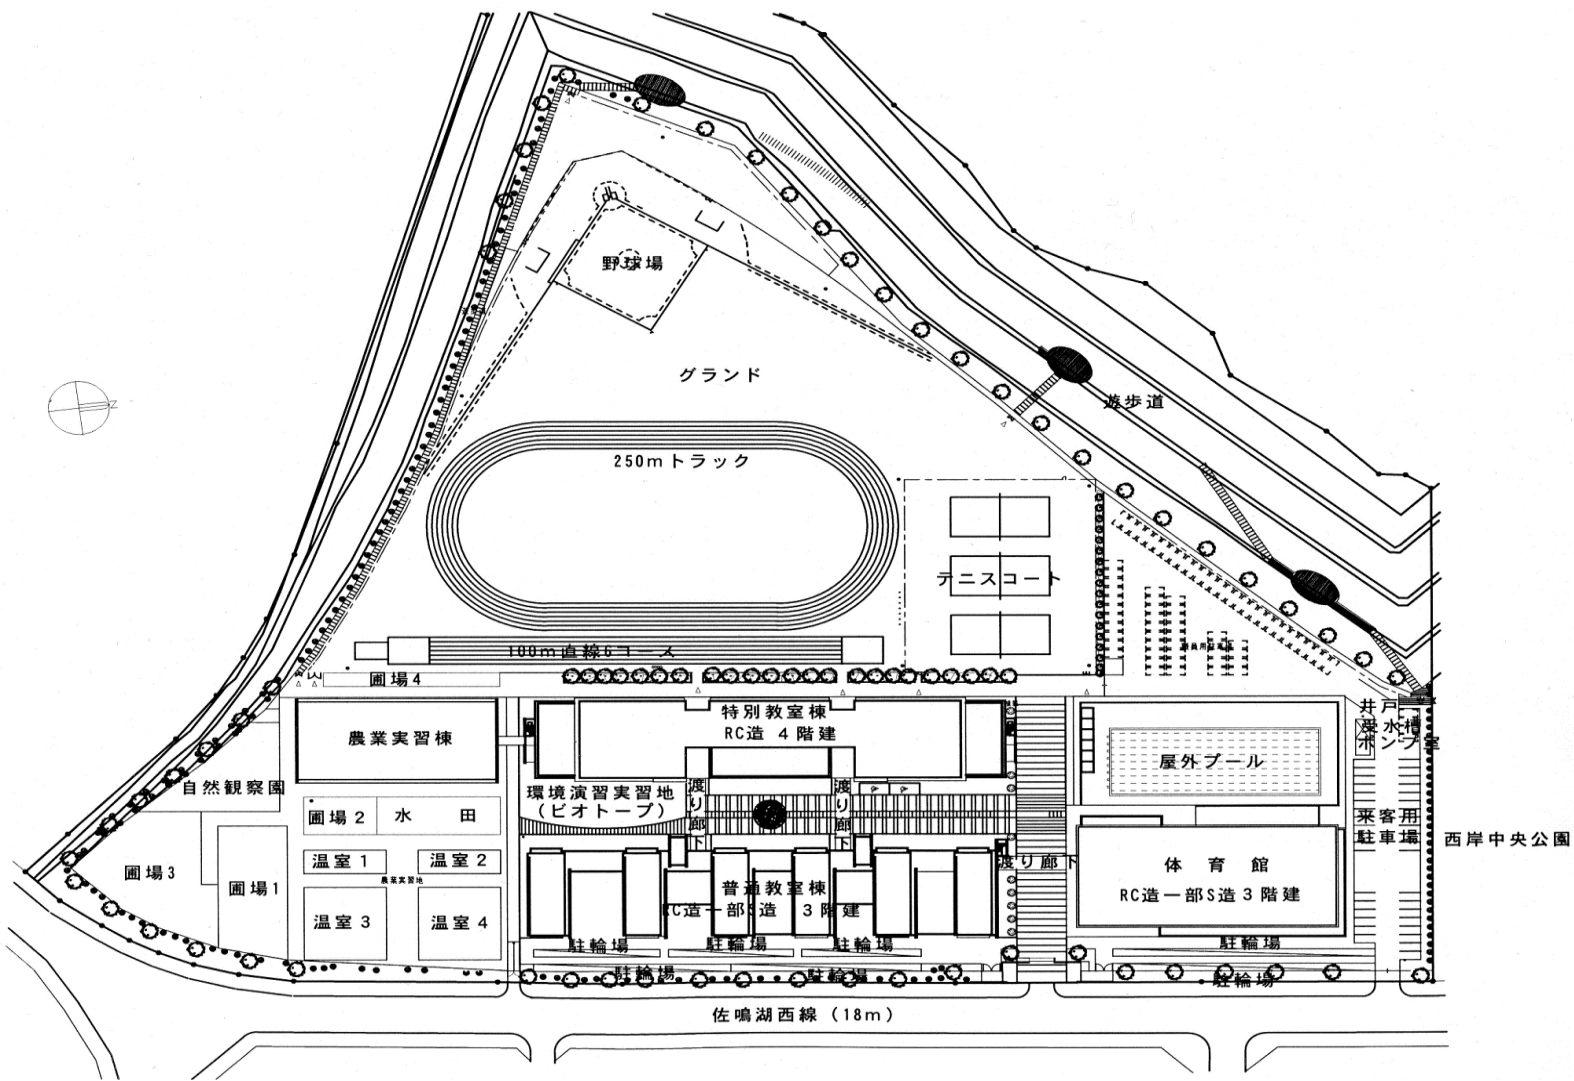 野球場
グランド
遊歩道
250mトラック
テニスコート
100m直線6コース
圃場4
農業実習棟
特別教室棟
RC造 4階建
屋外プール
井戸
受水槽
ポンプ室
自然観察園
環境演習実習地
(ビオトープ)
渡り廊下
渡り廊下
圃場2
水 田
来客用
駐車場
西岸中央公園
圃場3
圃場1
温室1
温室2
農業実習地
温室3
温室4
普通教室棟
RC造一部S造 3階建
渡り廊下
体 育 館
RC造一部S造3階建
駐輪場
駐輪場
駐輪場
駐輪場
駐輪場
駐輪場
駐輪場
佐鳴湖西線(18m)
Z